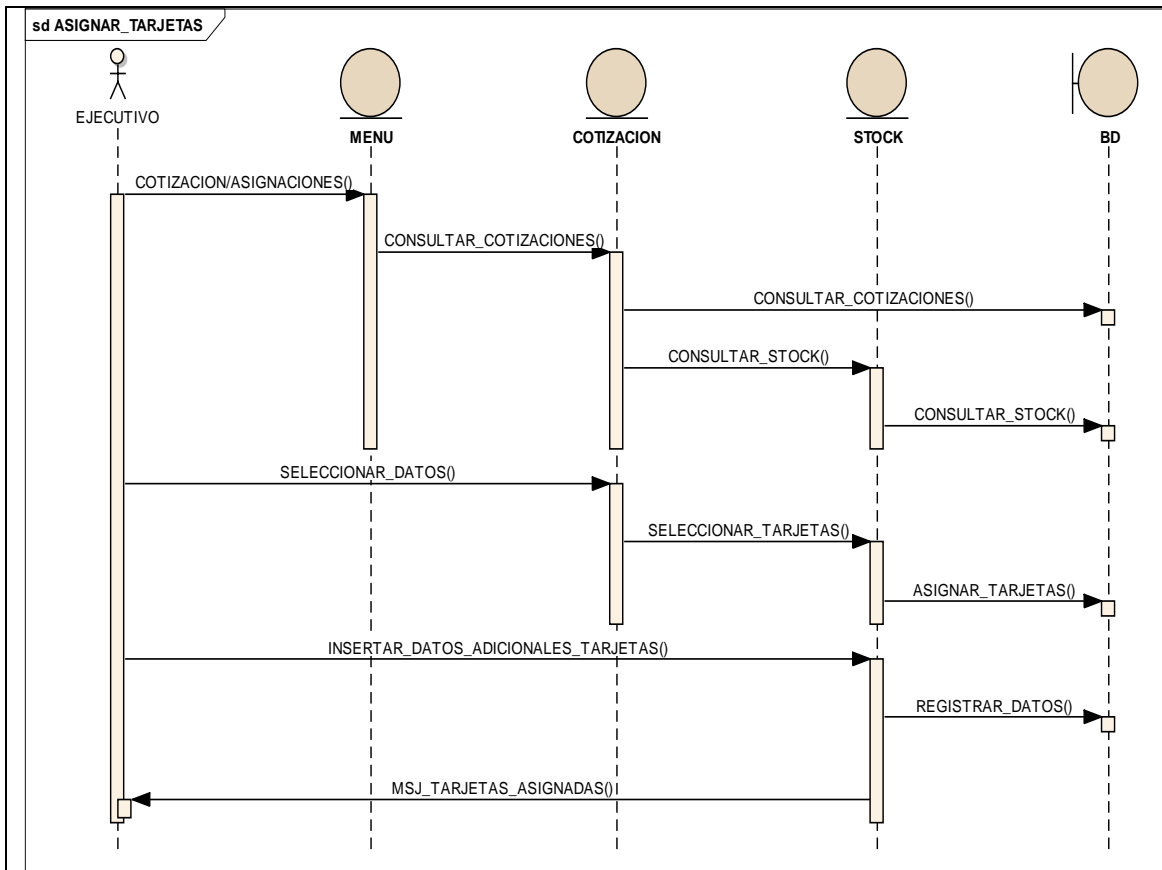 sd ASIGNAR_TARJETAS
EJECUTIVO
MENU
COTIZACION
STOCK
BD
COTIZACION/ASIGNACIONES()
CONSULTAR_COTIZACIONES()
CONSULTAR_COTIZACIONES()
CONSULTAR_STOCK()
CONSULTAR_STOCK()
SELECCIONAR_DATOS()
SELECCIONAR_TARJETAS()
ASIGNAR_TARJETAS()
INSERTAR_DATOS_ADICIONALES_TARJETAS()
REGISTRAR_DATOS()
MSJ_TARJETAS_ASIGNADAS()